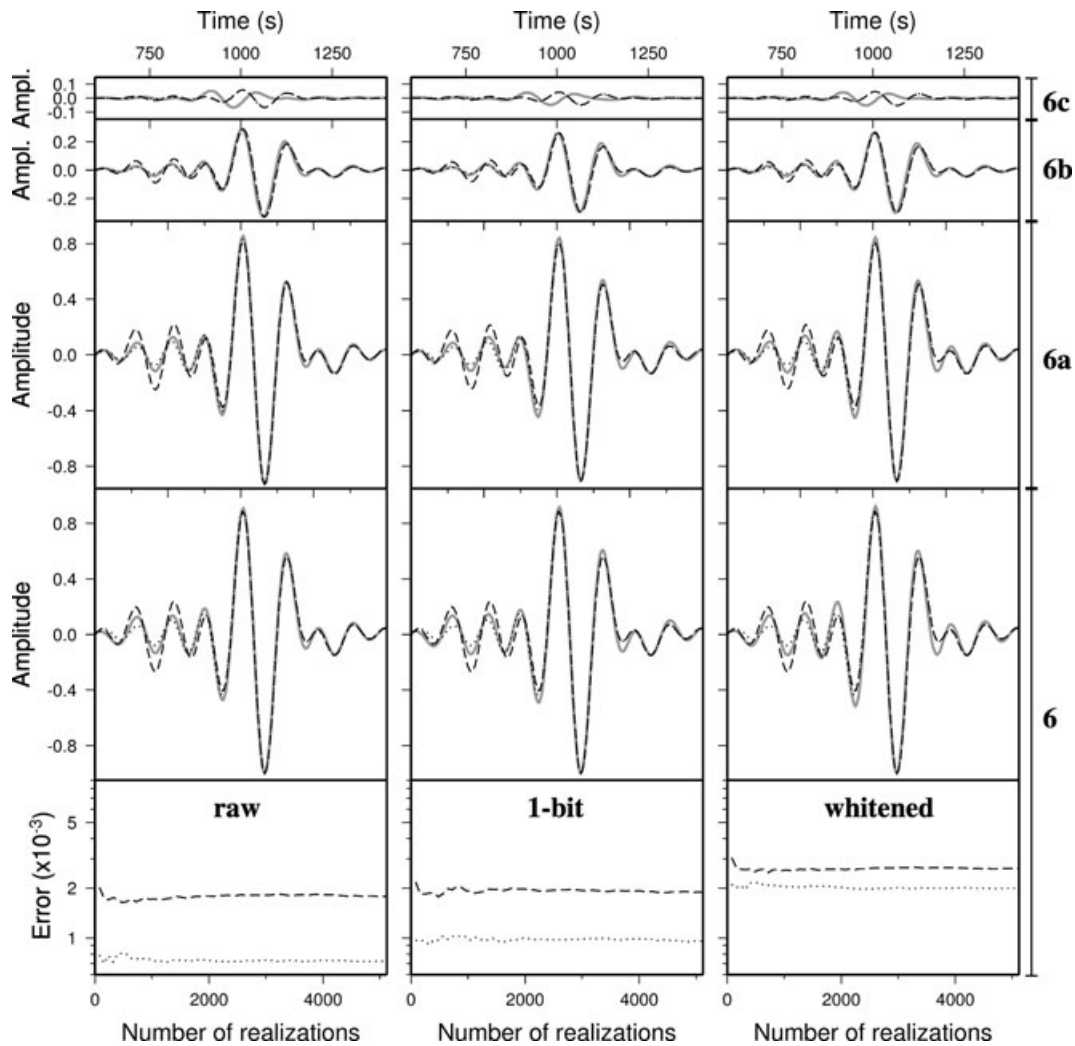 Time (s) Time (s) Time (s)
750 1000 1250 750 1000 1250 750 1000 1250
Ampl.
0.1
0.0
-0.1
6c
Ampl.
0.2
0.0
-0.2
6b
Amplitude
0.8
0.4
0.0
-0.4
-0.8
6a
Amplitude
0.8
0.4
0.0
-0.4
-0.8
6
raw 1-bit whitened
Error (x10-3)
5
2
1
0 2000 4000 0 2000 4000 0 2000 4000
Number of realizations Number of realizations Number of realizations